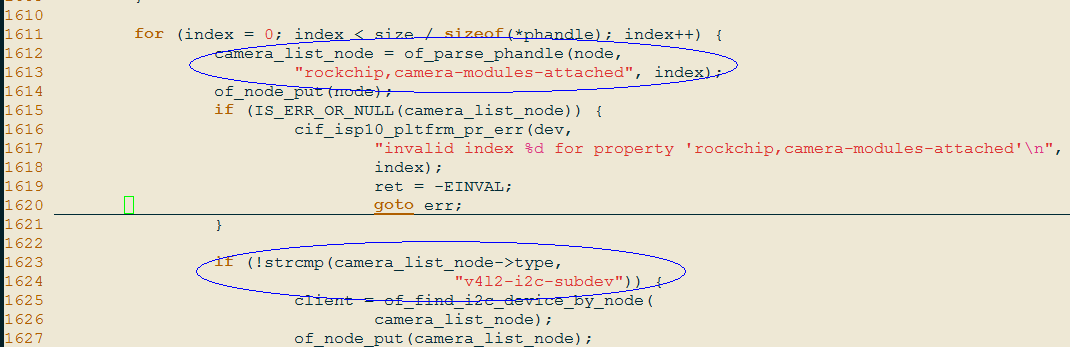 1610
1611 for (index = 0; index < size / sizeof(*phandle); index++) {
1612 camera_list_node = of_parse_phandle(node,
1613 "rockchip,camera-modules-attached", index);
1614 of_node_put(node);
1615 if (IS_ERR_OR_NULL(camera_list_node)) {
1616 cif_isp10_pltfrm_pr_err(dev,
1617 "invalid index %d for property 'rockchip,camera-modules-attached'\n",
1618 index);
1619 ret = -EINVAL;
1620 goto err;
1621 }
1622
1623 if (!strcmp(camera_list_node->type,
1624 "v4l2-i2c-subdev")) {
1625 client = of_find_i2c_device_by_node(
1626 camera_list_node);
1627 of_node_put(camera_list_node);